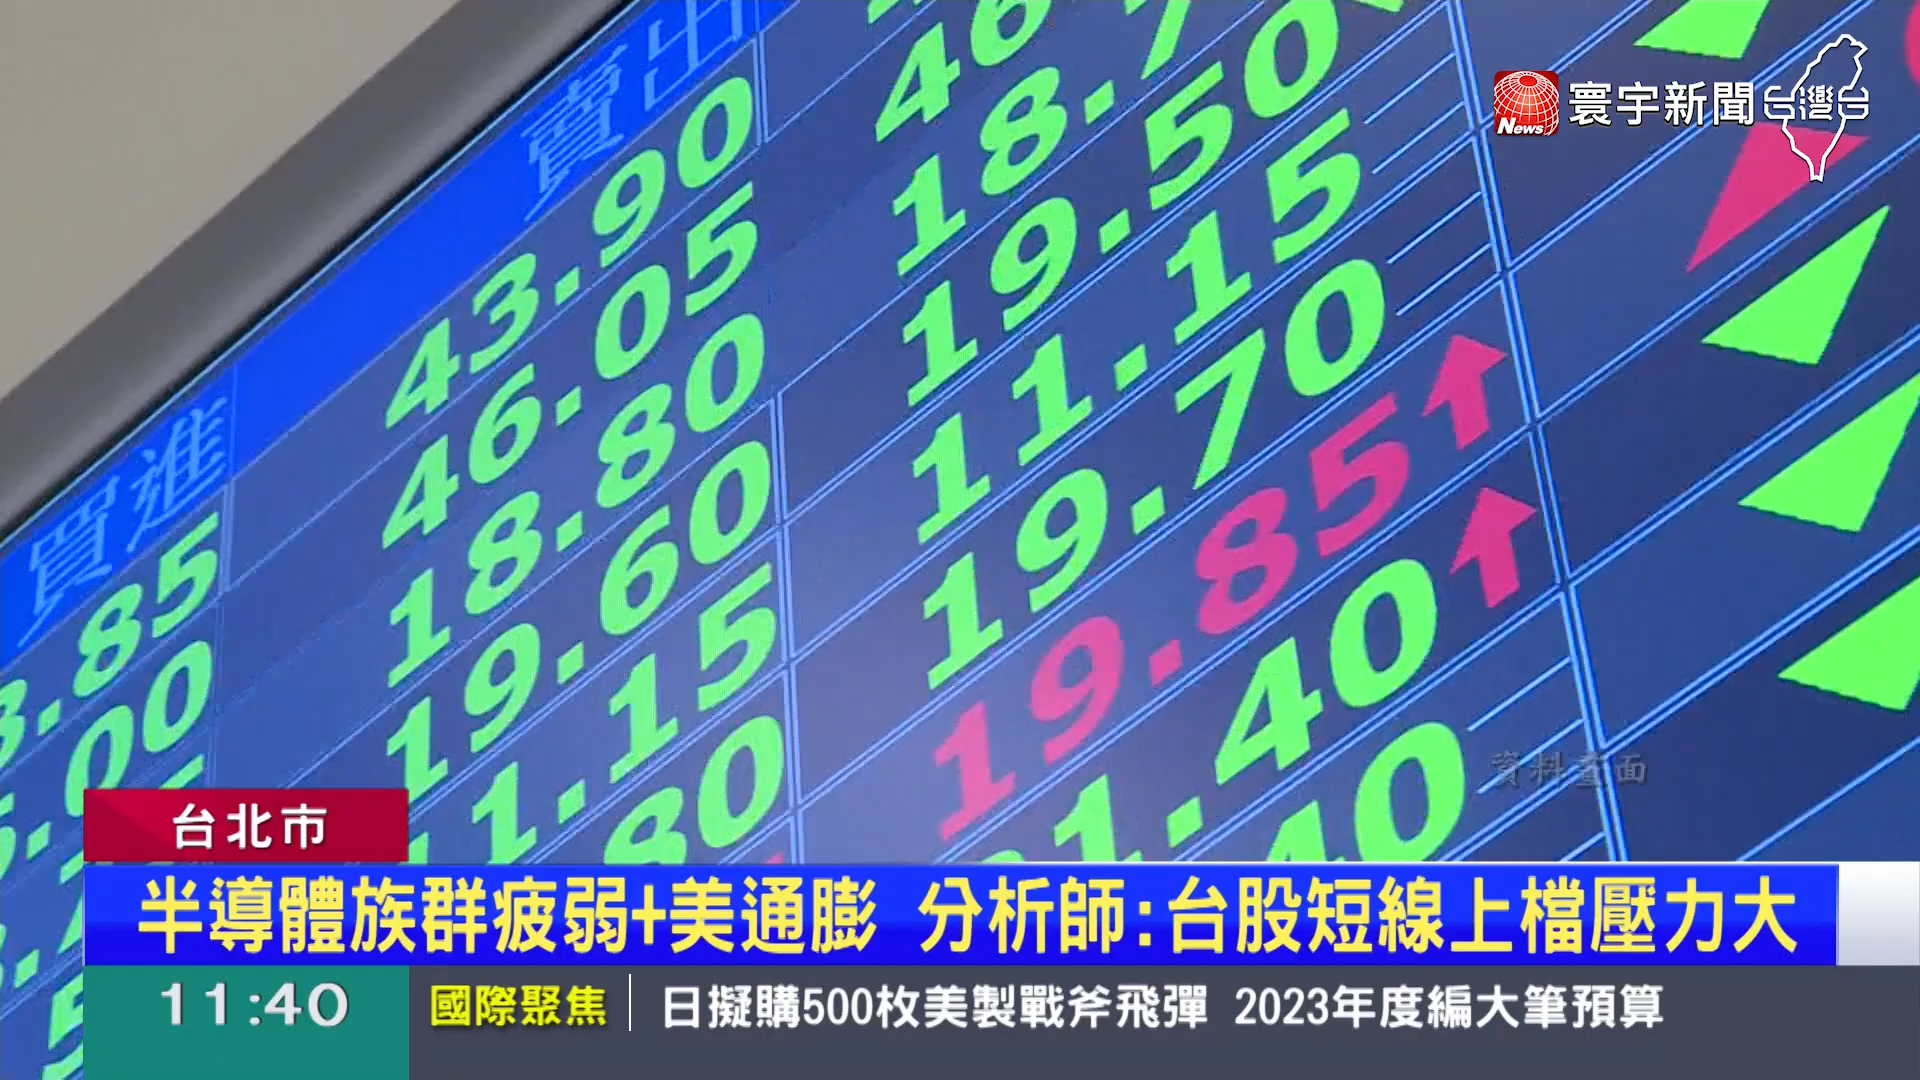 寰宇新聞 台灣台
News
賣出
買進
43.90
46.05
18.80
19.60
11.15
18.7
19.50
11.15
19.70
19.85
1.40
資料畫面
台北市
半導體族群疲弱+美通膨 分析師:台股短線上檔壓力大
11:40
國際聚焦 日擬購500枚美製戰斧飛彈 2023年度編大筆預算